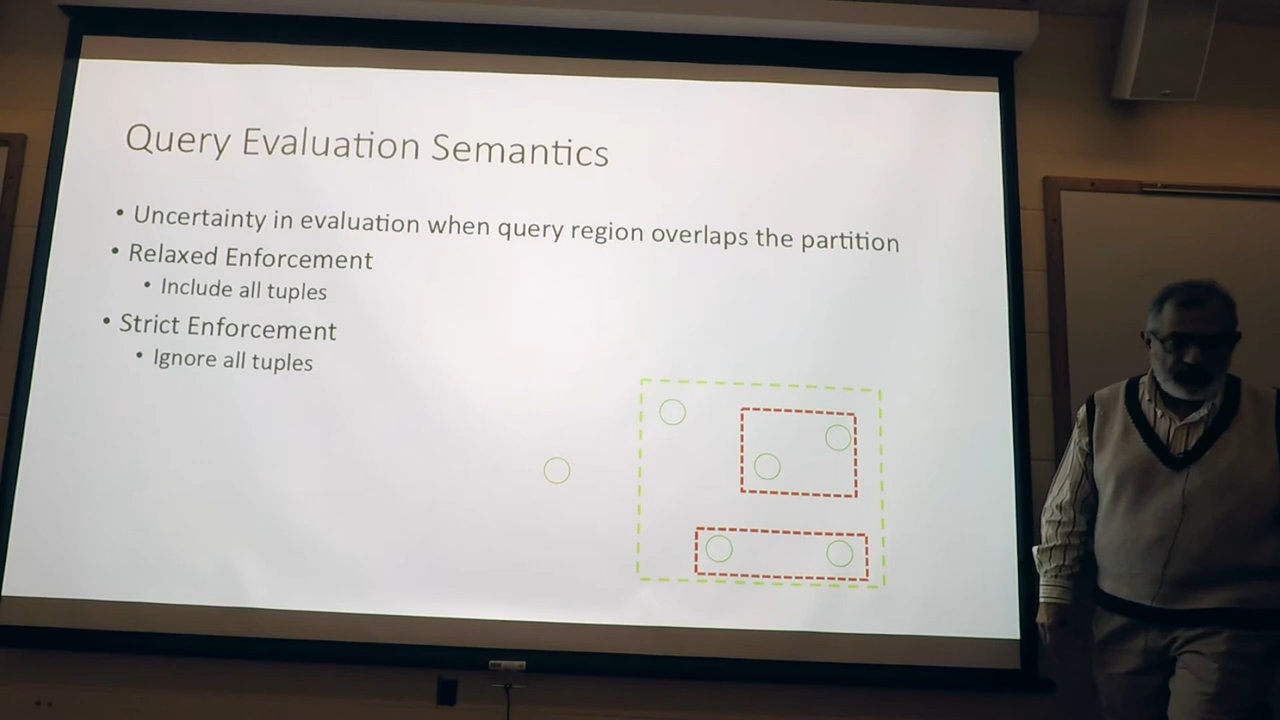 Query Evaluation Semantics
• Uncertainty in evaluation when query region overlaps the partition
• Relaxed Enforcement
• Include all tuples
• Strict Enforcement
• Ignore all tuples